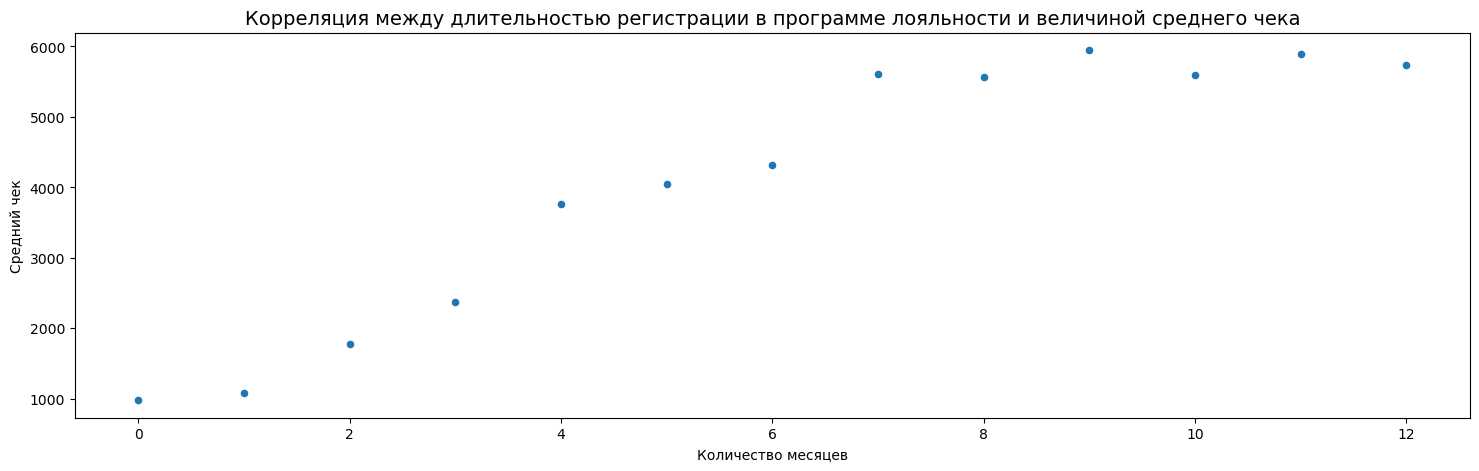 Корреляция между длительностью регистрации в программе лояльности и величиной среднего чека
6000
5000
4000
3000
2000
1000
Средний чек
0 2 4 6 8 10 12
Количество месяцев